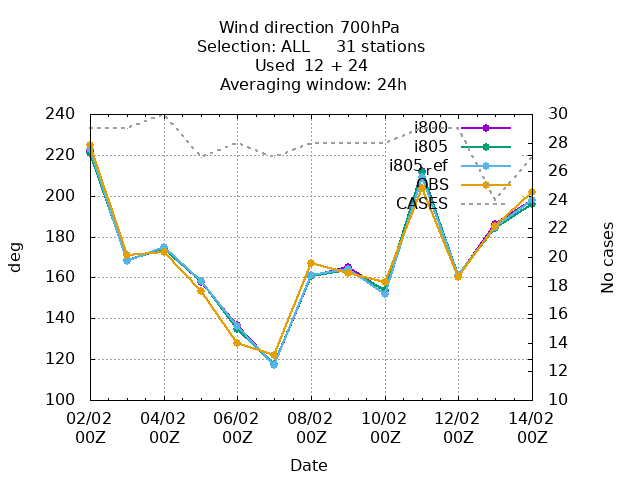 Wind direction 700hPa
Selection: ALL 31 stations
Used 12 + 24
Averaging window: 24h
240
220
200
180
160
140
120
100
deg
30
28
26
24
22
20
18
16
14
12
10
No cases
i800
i805
i805_ref
OBS
CASES
02/02 04/02 06/02 08/02 10/02 12/02 14/02
00Z 00Z 00Z 00Z 00Z 00Z 00Z
Date